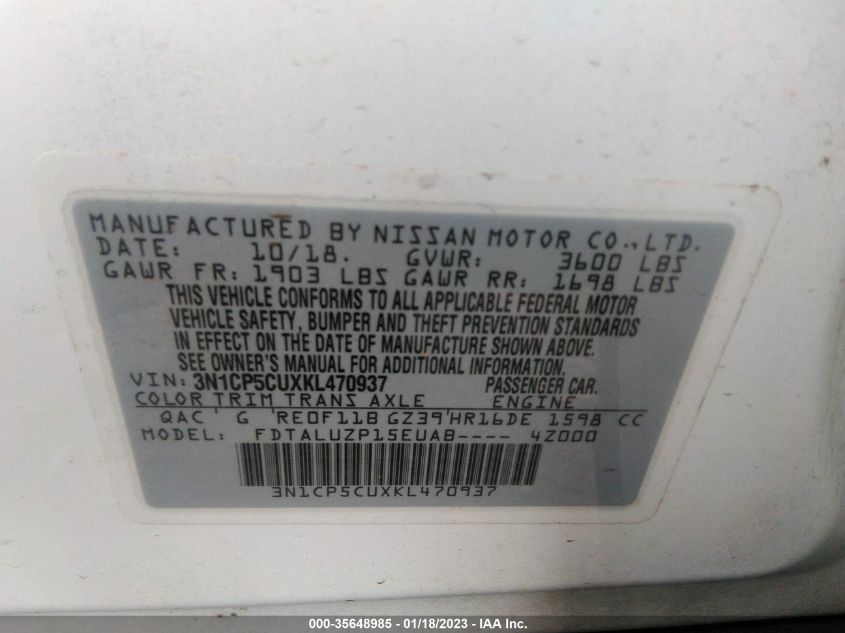 MANUFACTURED BY NISSAN MOTOR CO., LTD.
DATE: 10/18. GVWR: 3600 LBS
GAWR FR: 1903 LBS GAWR RR: 1698 LBS
THIS VEHICLE CONFORMS TO ALL APPLICABLE FEDERAL MOTOR
VEHICLE SAFETY, BUMPER AND THEFT PREVENTION STANDARDS
IN EFFECT ON THE DATE OF MANUFACTURE SHOWN ABOVE.
SEE OWNER'S MANUAL FOR ADDITIONAL INFORMATION.
VIN: 3N1CP5CUXKL470937 PASSENGER CAR.
COLOR TRIM TRANS AXLE ENGINE
QAC G RE0F11B GZ39 HR16DE 1598 CC
MODEL: FDTALUZP15EUAB---- 4Z000
3N1CP5CUXKL470937
000-35648985 - 01/18/2023 - IAA Inc.